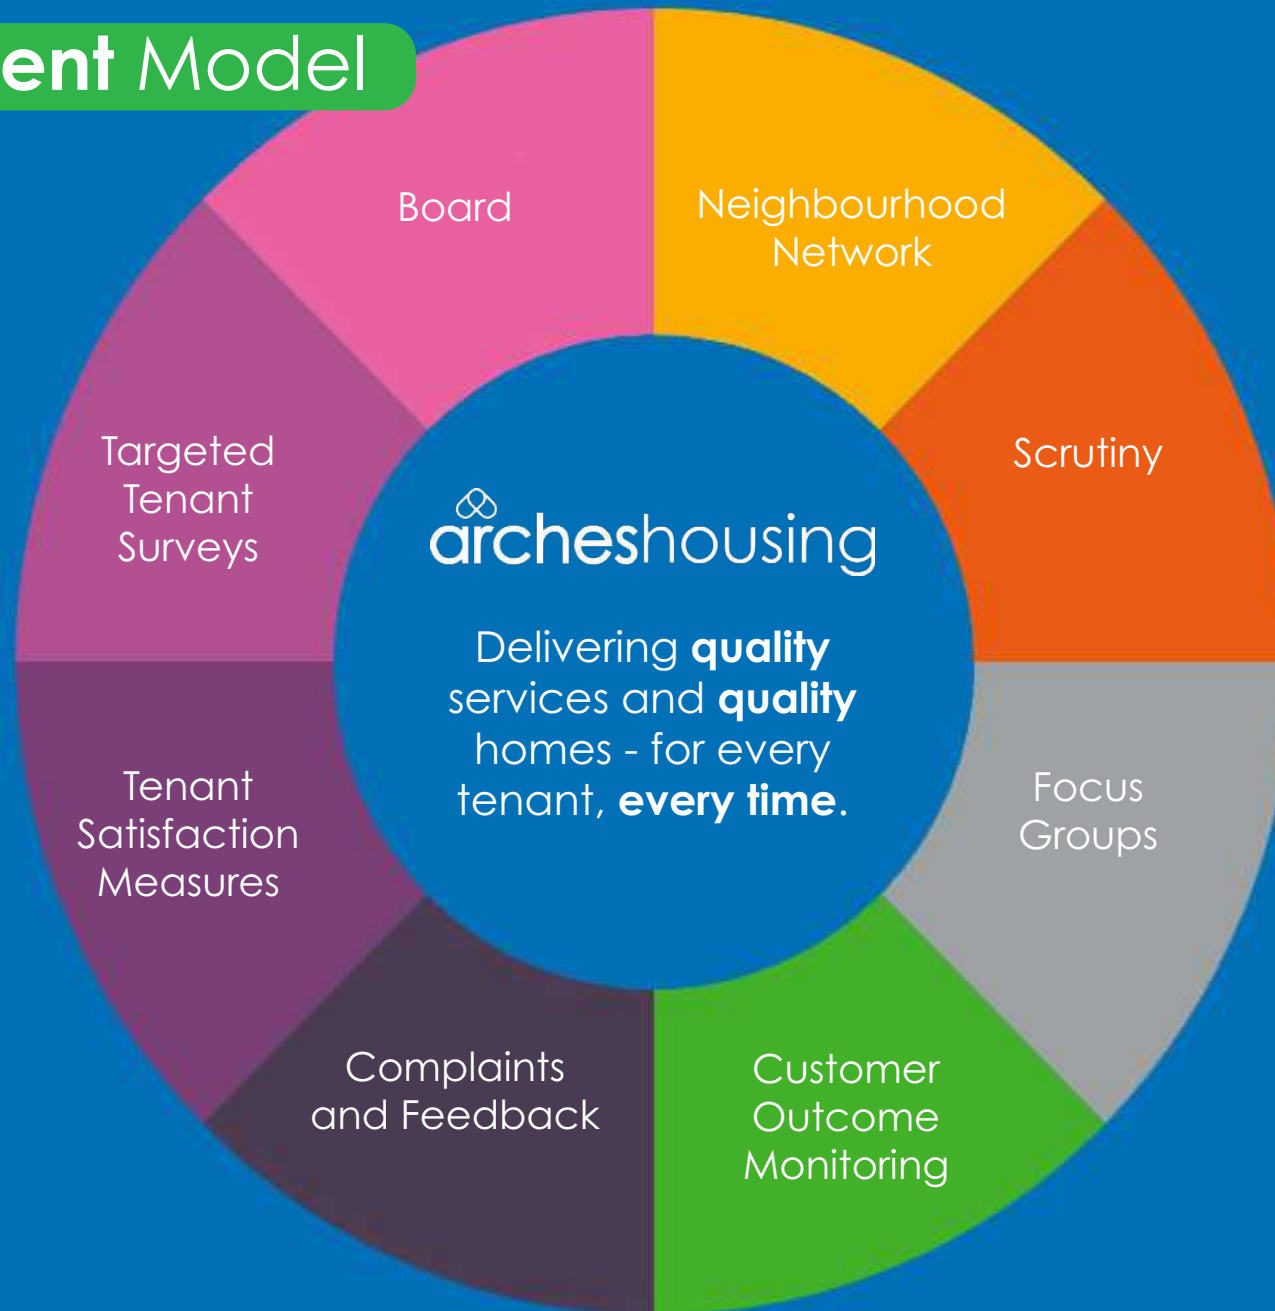 ent Model
Board
Neighbourhood
Network
Scrutiny
Focus
Groups
Customer
Outcome
Monitoring
Complaints
and Feedback
Tenant
Satisfaction
Measures
Targeted
Tenant
Surveys
archeshousing
Delivering quality
services and quality
homes - for every
tenant, every time.